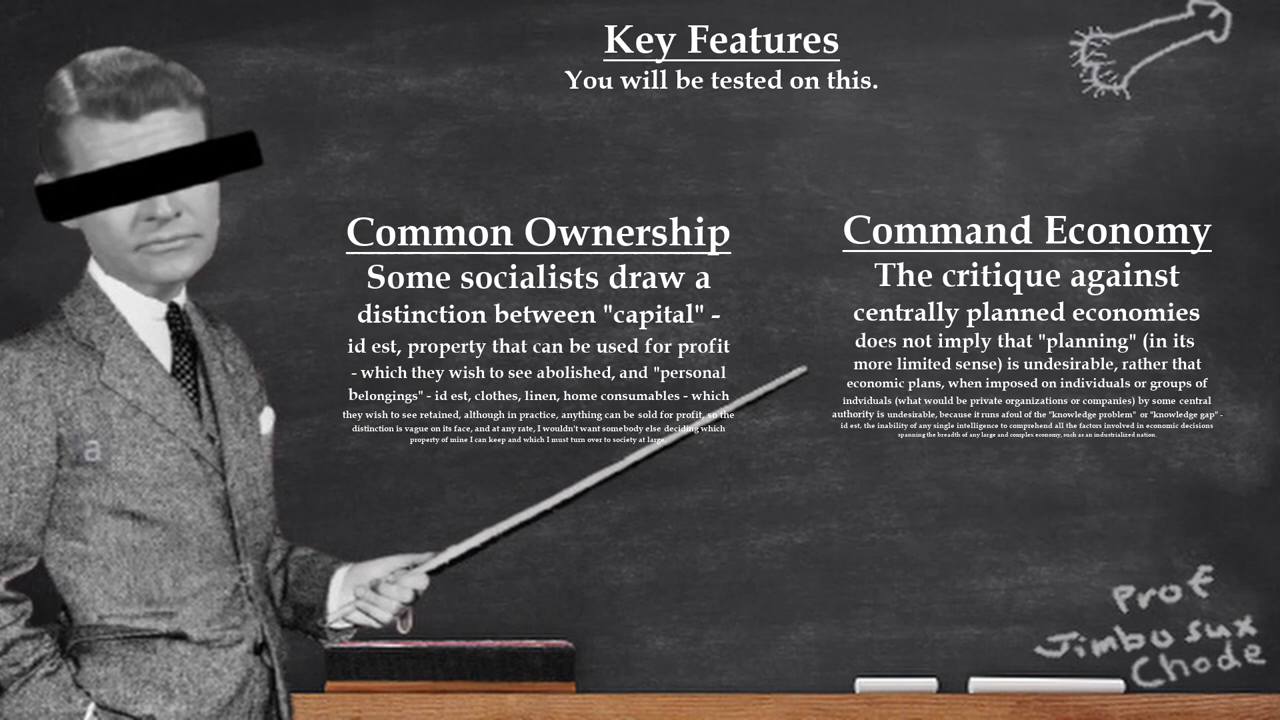 Key Features
You will be tested on this.
Common Ownership
Some socialists draw a
distinction between "capital" -
id est, property that can be used for profit
- which they wish to see abolished, and "personal
belongings" - id est, clothes, linen, home consumables - which
they wish to see retained, although in practice, anything can be sold for profit, so the
distinction is vague on its face, and at any rate, I wouldn't want somebody else deciding which
property of mine I can keep and which I must turn over to society at large.
Command Economy
The critique against
centrally planned economies
does not imply that "planning" (in its
more limited sense) is undesirable, rather that
economic plans, when imposed on individuals or groups of
indviduals (what would be private organizations or companies) by some central
authority is undesirable, because it runs afoul of the "knowledge problem" or "knowledge gap" -
id est, the inability of any single intelligence to comprehend all the factors involved in economic decisions
spanning the breadth of any large and complex economy, such as an industrialized nation.
a
Prof
Jimbo sux
Chode